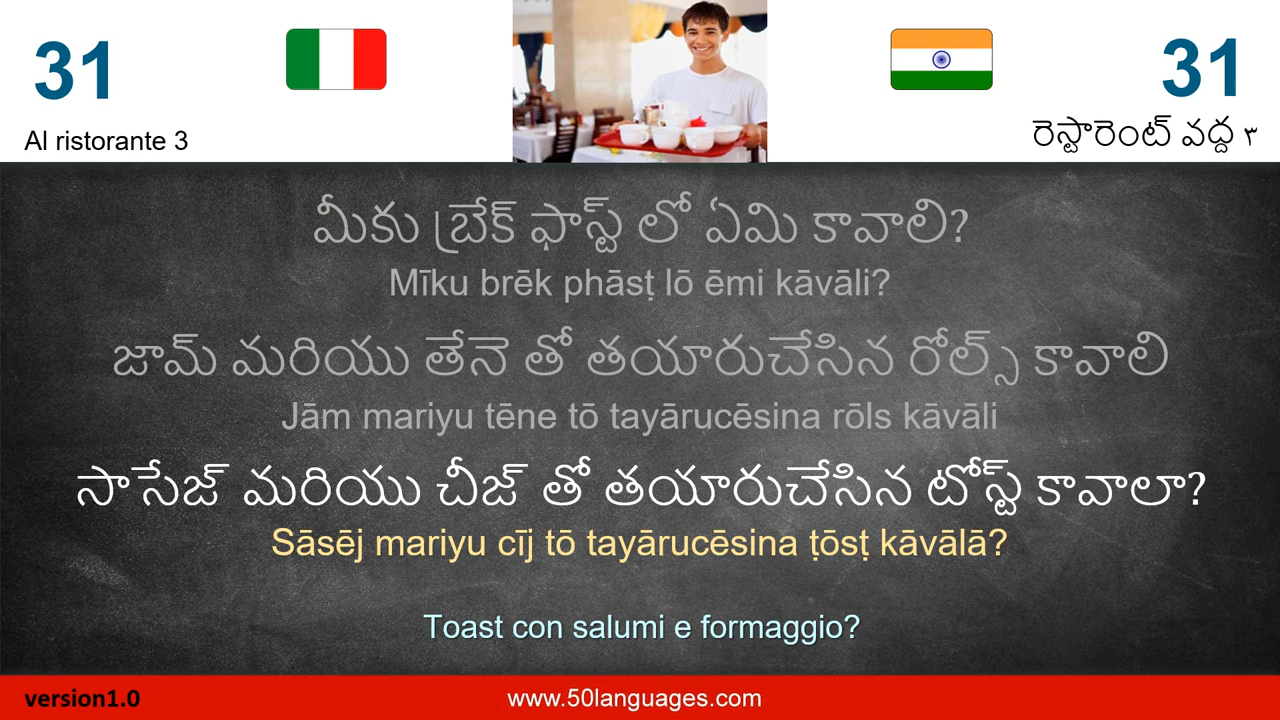 31
Al ristorante 3
31
రెస్టారెంట్ వద్ద ౩
మీకు బ్రేక్ ఫాస్ట్ లో ఏమి కావాలి?
Mīku brēk phāsṭ lō ēmi kāvāli?
జామ్ మరియు తేనె తో తయారుచేసిన రోల్స్ కావాలి
Jām mariyu tēne tō tayārucēsina rōls kāvāli
సాసేజ్ మరియు చీజ్ తో తయారుచేసిన టోస్ట్ కావాలా?
Sāsēj mariyu cīj tō tayārucēsina ṭōsṭ kāvālā?
Toast con salumi e formaggio?
version1.0
www.50languages.com